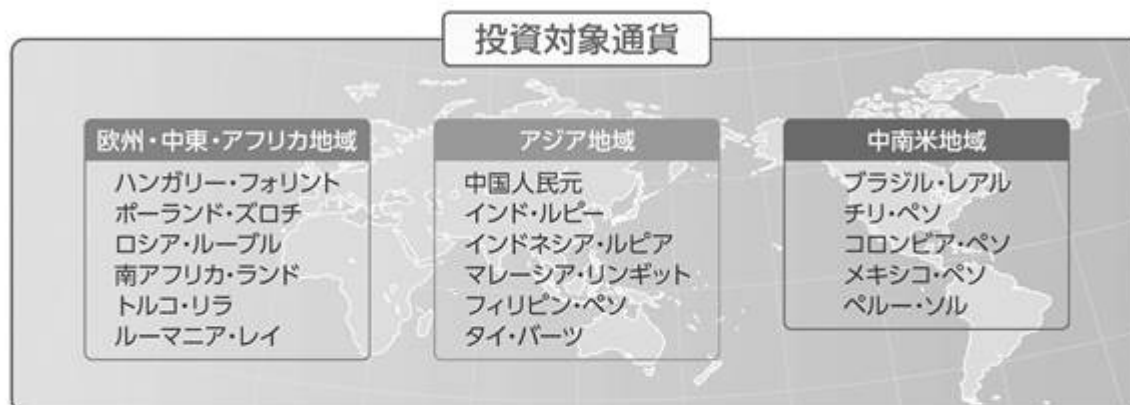 投資対象通貨
欧州・中東・アフリカ地域
ハンガリー・フォリント
ポーランド・ズロチ
ロシア・ルーブル
南アフリカ・ランド
トルコ・リラ
ルーマニア・レイ
アジア地域
中国人民元
インド・ルピー
インドネシア・ルピア
マレーシア・リンギット
フィリピン・ペソ
タイ・バーツ
中南米地域
ブラジル・レアル
チリ・ペソ
コロンビア・ペソ
メキシコ・ペソ
ペルー・ソル